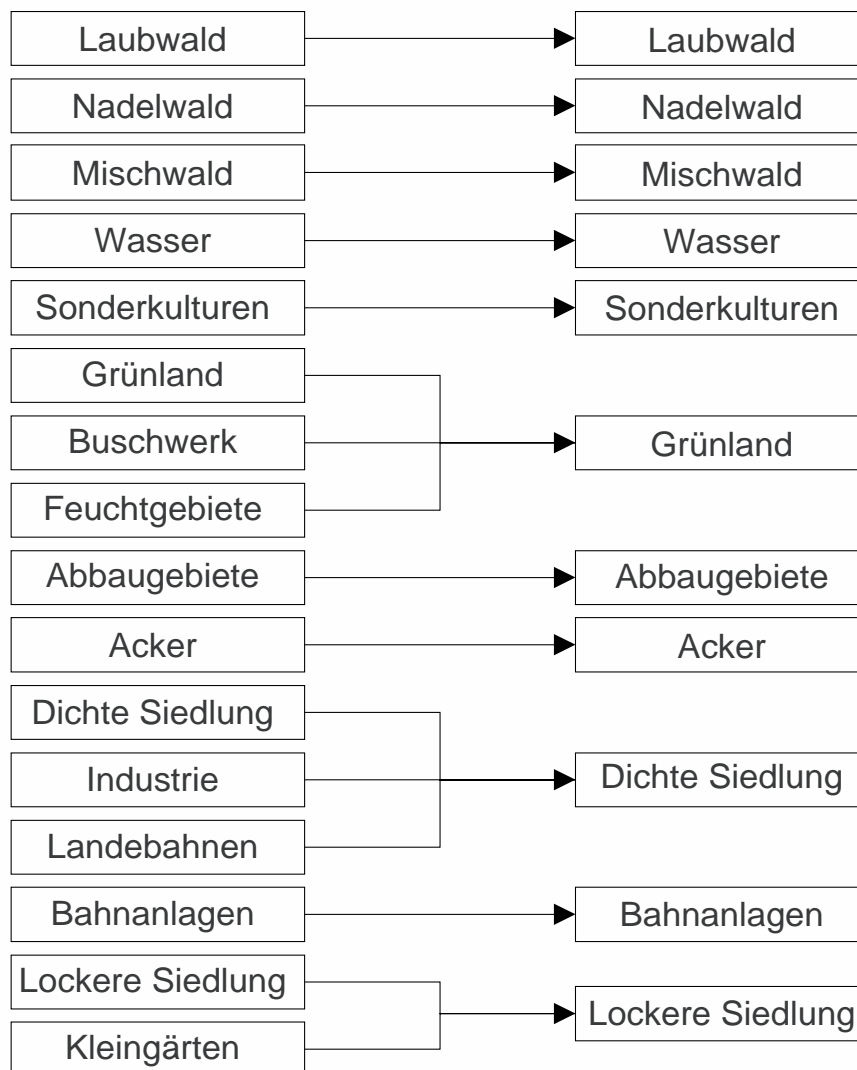 Laubwald
Laubwald
Nadelwald
Nadelwald
Mischwald
Mischwald
Wasser
Wasser
Sonderkulturen
Sonderkulturen
Grünland
Buschwerk
Grünland
Feuchtgebiete
Abbaugebiete
Abbaugebiete
Acker
Acker
Dichte Siedlung
Industrie
Dichte Siedlung
Landebahnen
Bahnanlagen
Bahnanlagen
Lockere Siedlung
Lockere Siedlung
Kleingärten